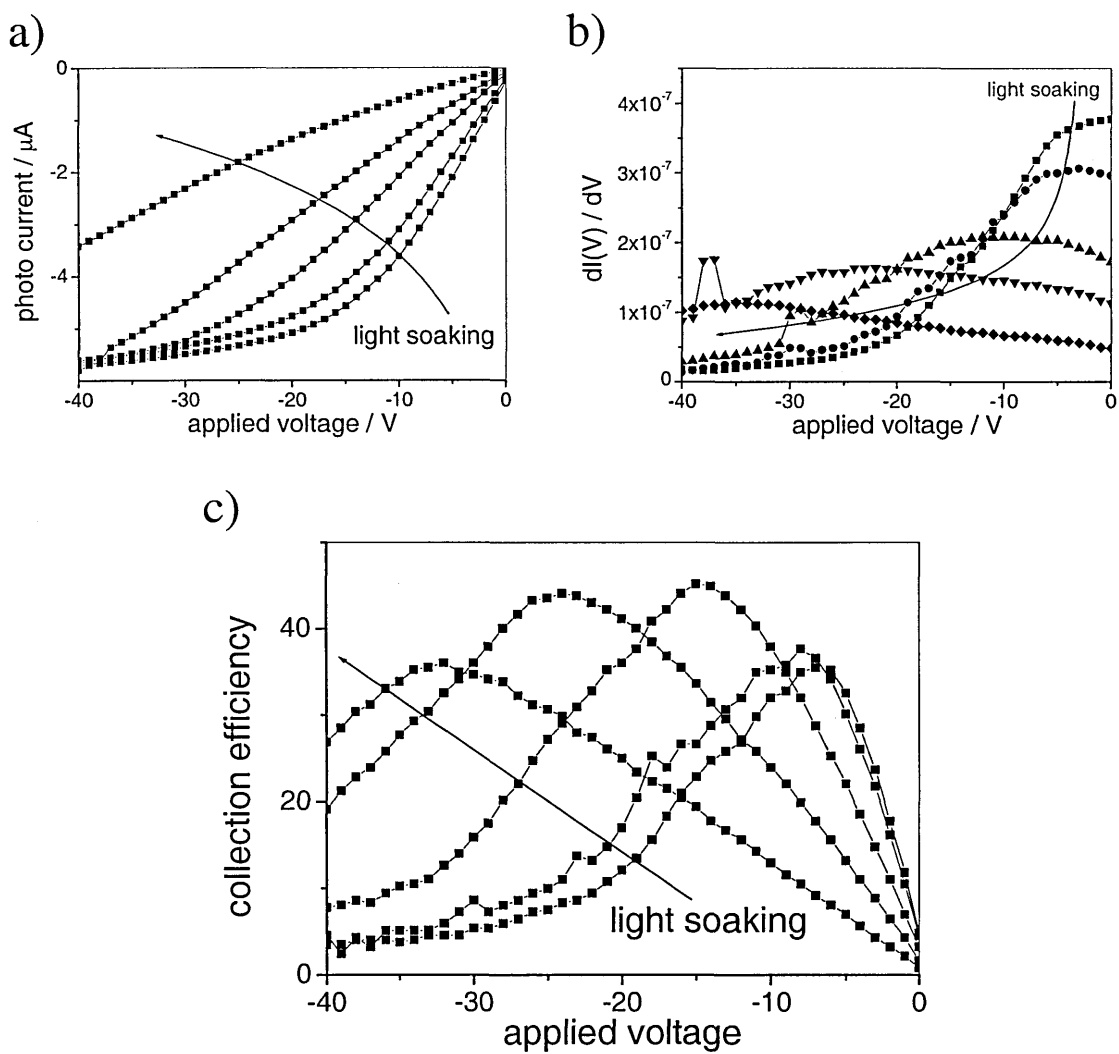 a)
0
-2
-4
photo current / µA
light soaking
-40
-30
-20
-10
0
applied voltage / V
b)
light soaking
4x10⁻⁷
3x10⁻⁷
2x10⁻⁷
1x10⁻⁷
0
dI(V) / dV
-40
-30
-20
-10
0
applied voltage / V
c)
40
20
0
collection efficiency
light soaking
-40
-30
-20
-10
0
applied voltage